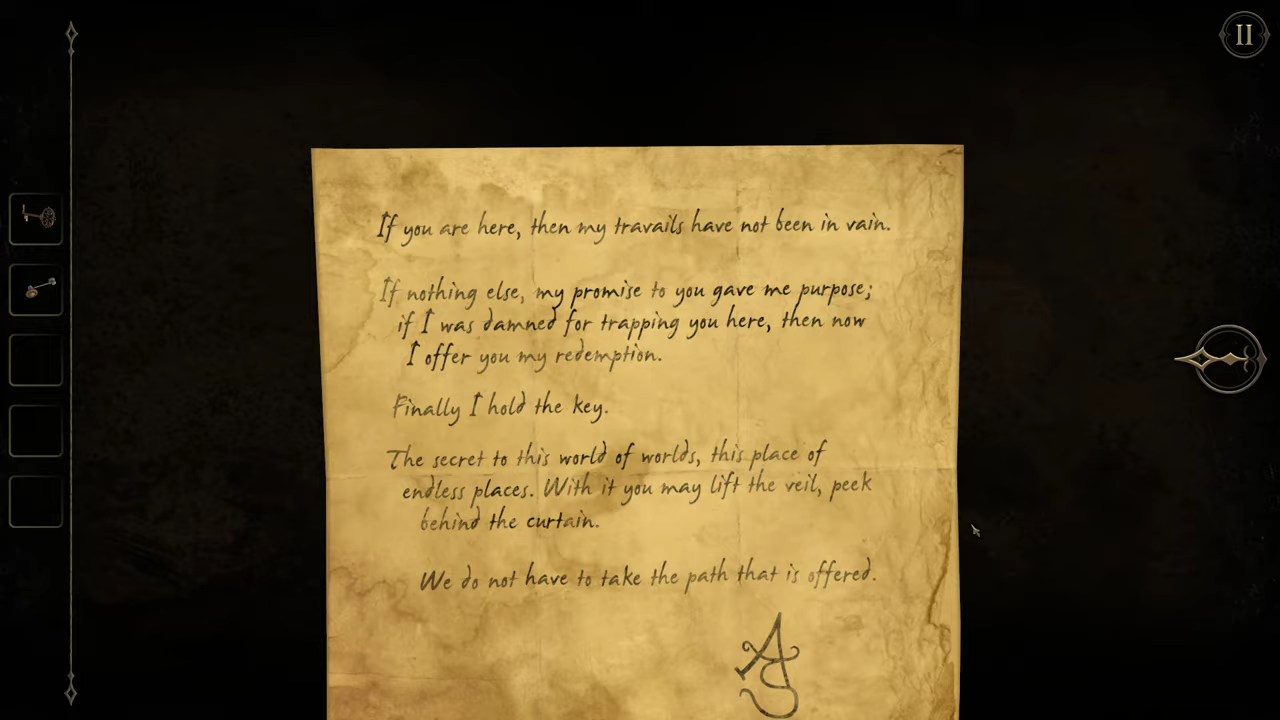 II
If you are here, then my travails have not been in vain.
If nothing else, my promise to you gave me purpose;
if I was damned for trapping you here, then now
I offer you my redemption.
Finally I hold the key.
The secret to this world of worlds, this place of
endless places. With it you may lift the veil, peek
behind the curtain.
We do not have to take the path that is offered.
AS